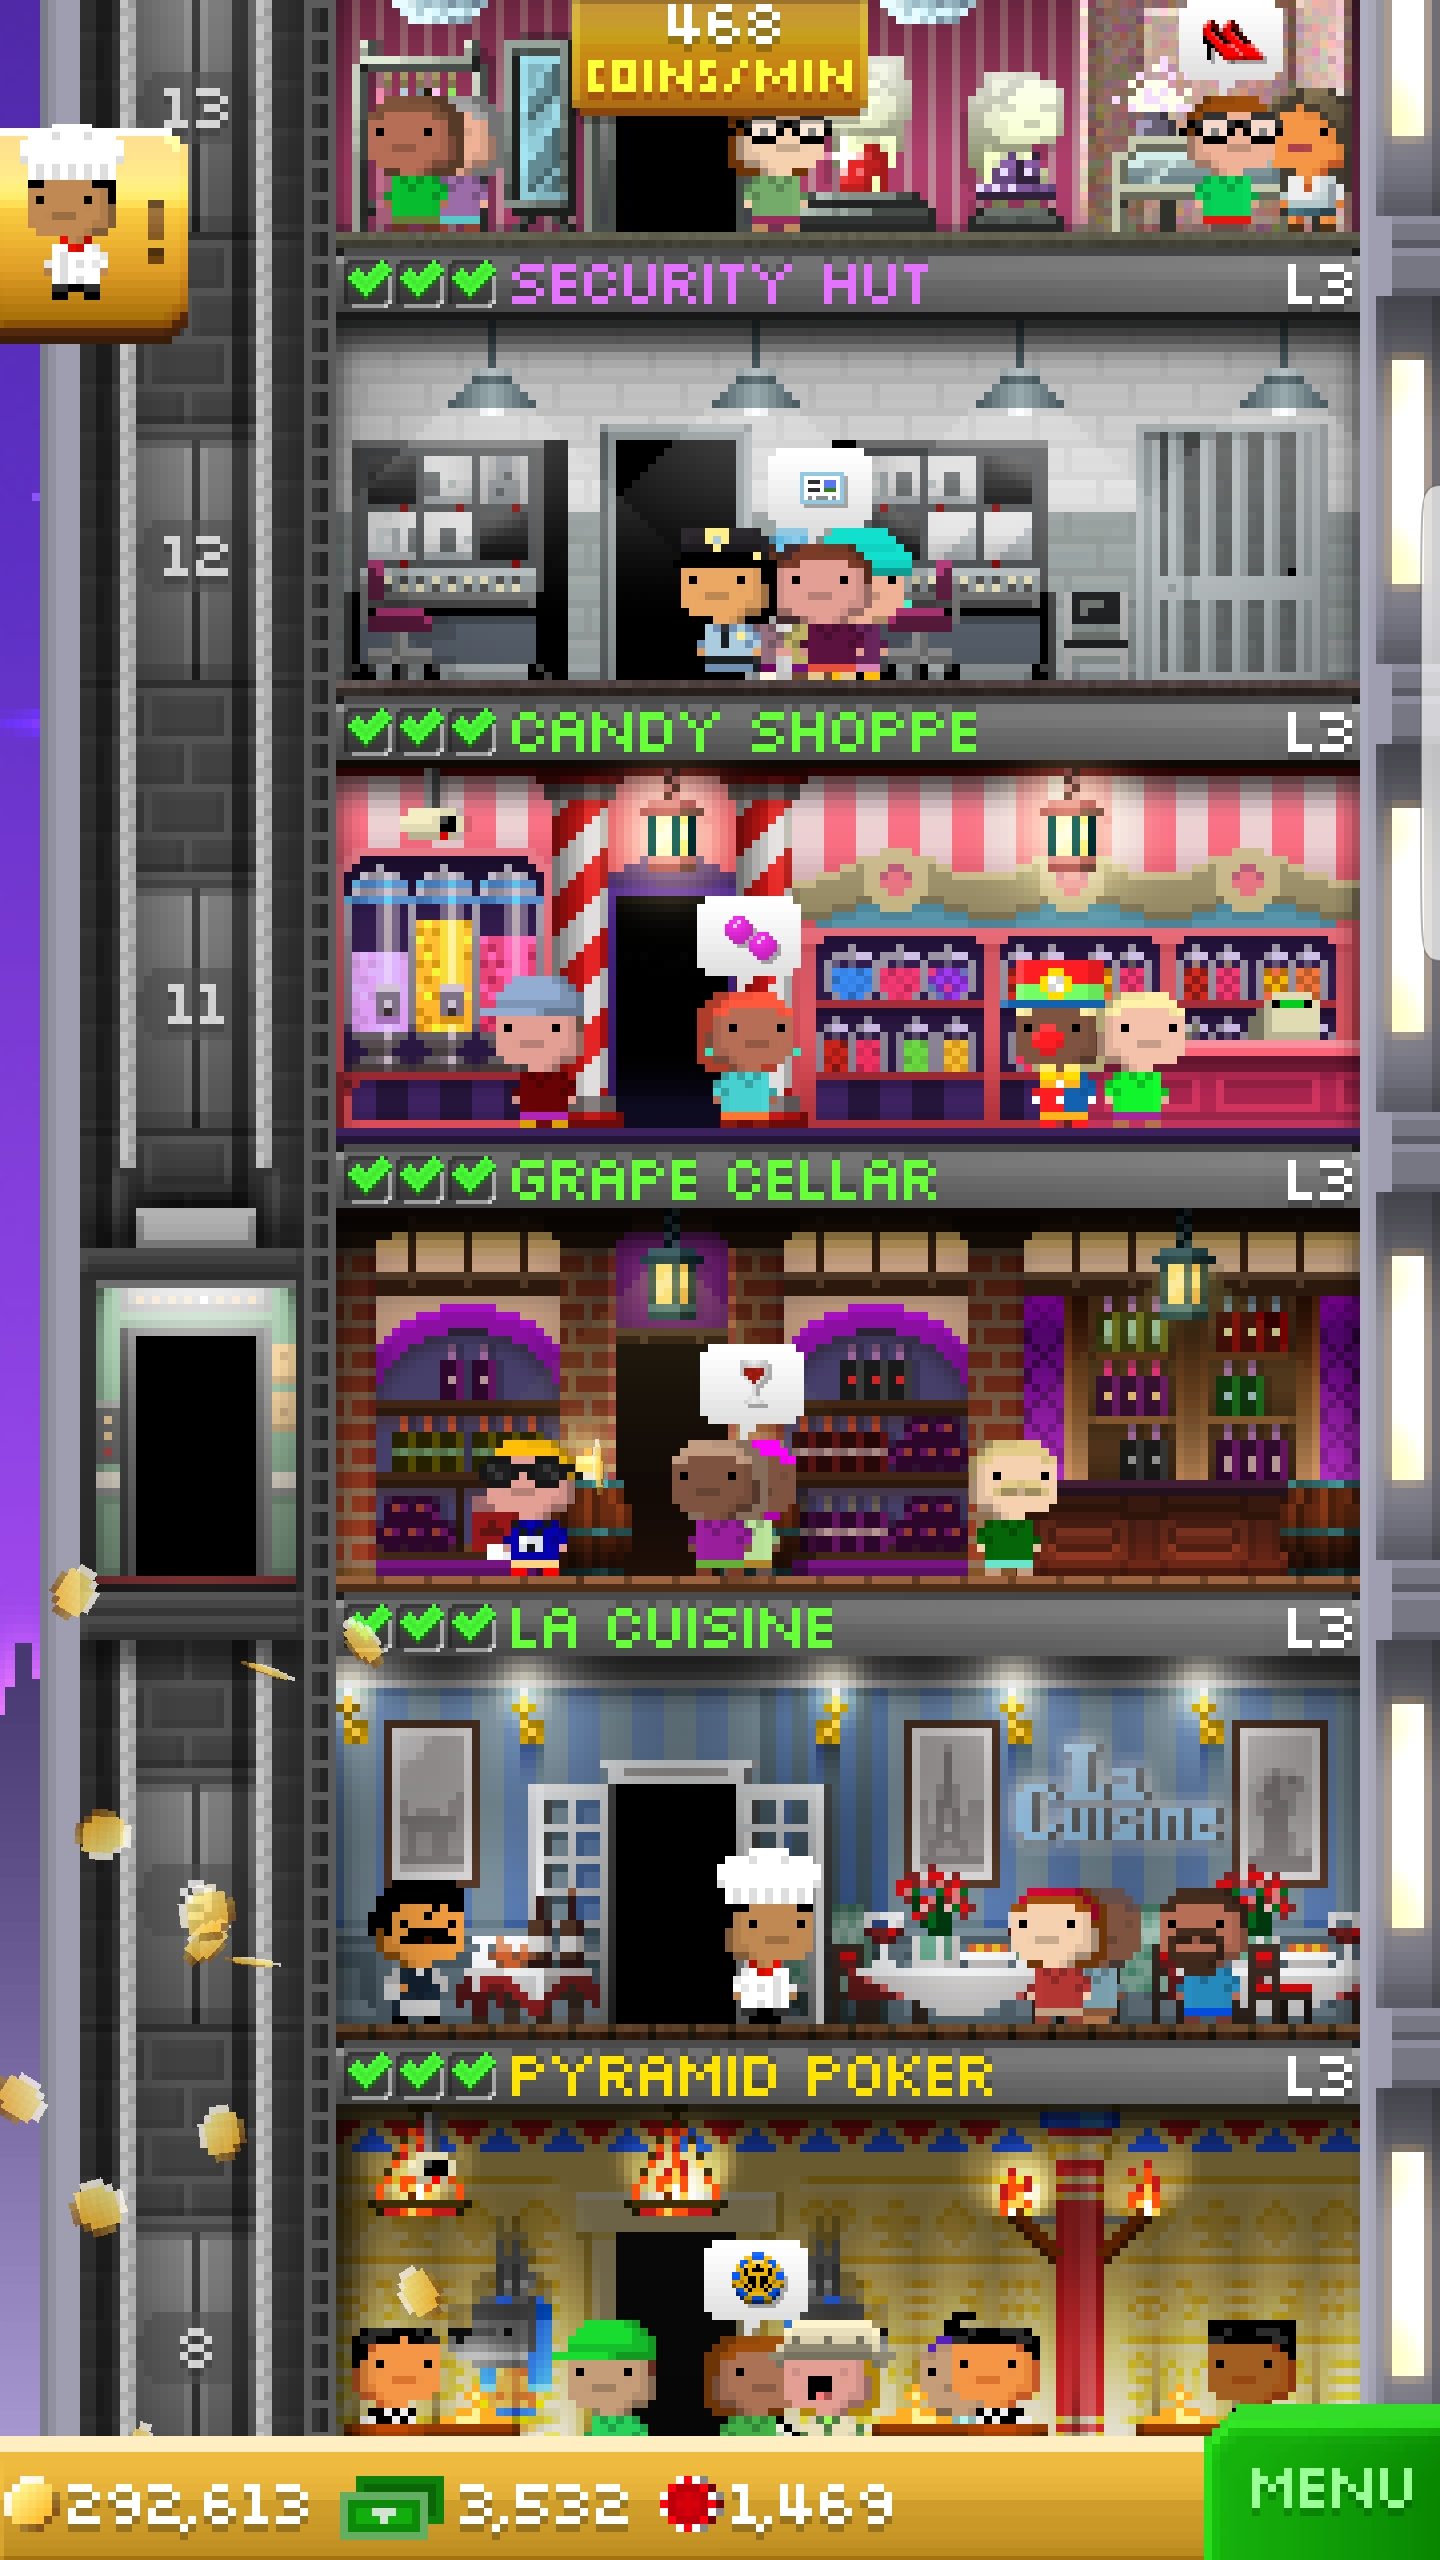 468
COINS/MIN
13
!
SECURITY HUT L3
12
CANDY SHOPPE L3
11
GRAPE CELLAR L3
LA CUISINE L3
La
Cuisine
PYRAMID POKER L3
8
292,613 3,532 1,469
MENU